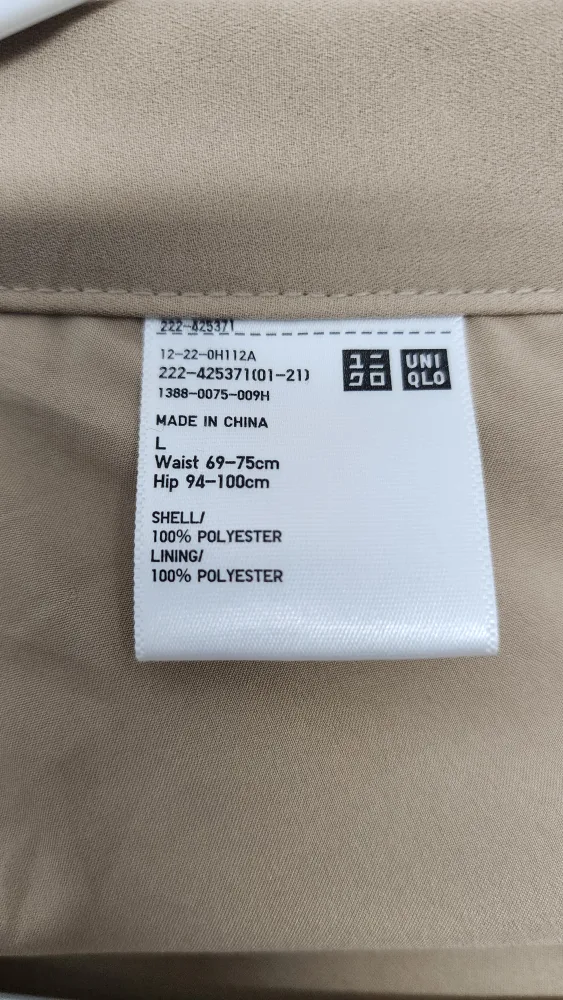 222-425371
12-22-0H112A
222-425371(01-21)
1388-0075-009H
ユニ
クロ
UNI
QLO
MADE IN CHINA
L
Waist 69-75cm
Hip 94-100cm
SHELL/
100% POLYESTER
LINING/
100% POLYESTER